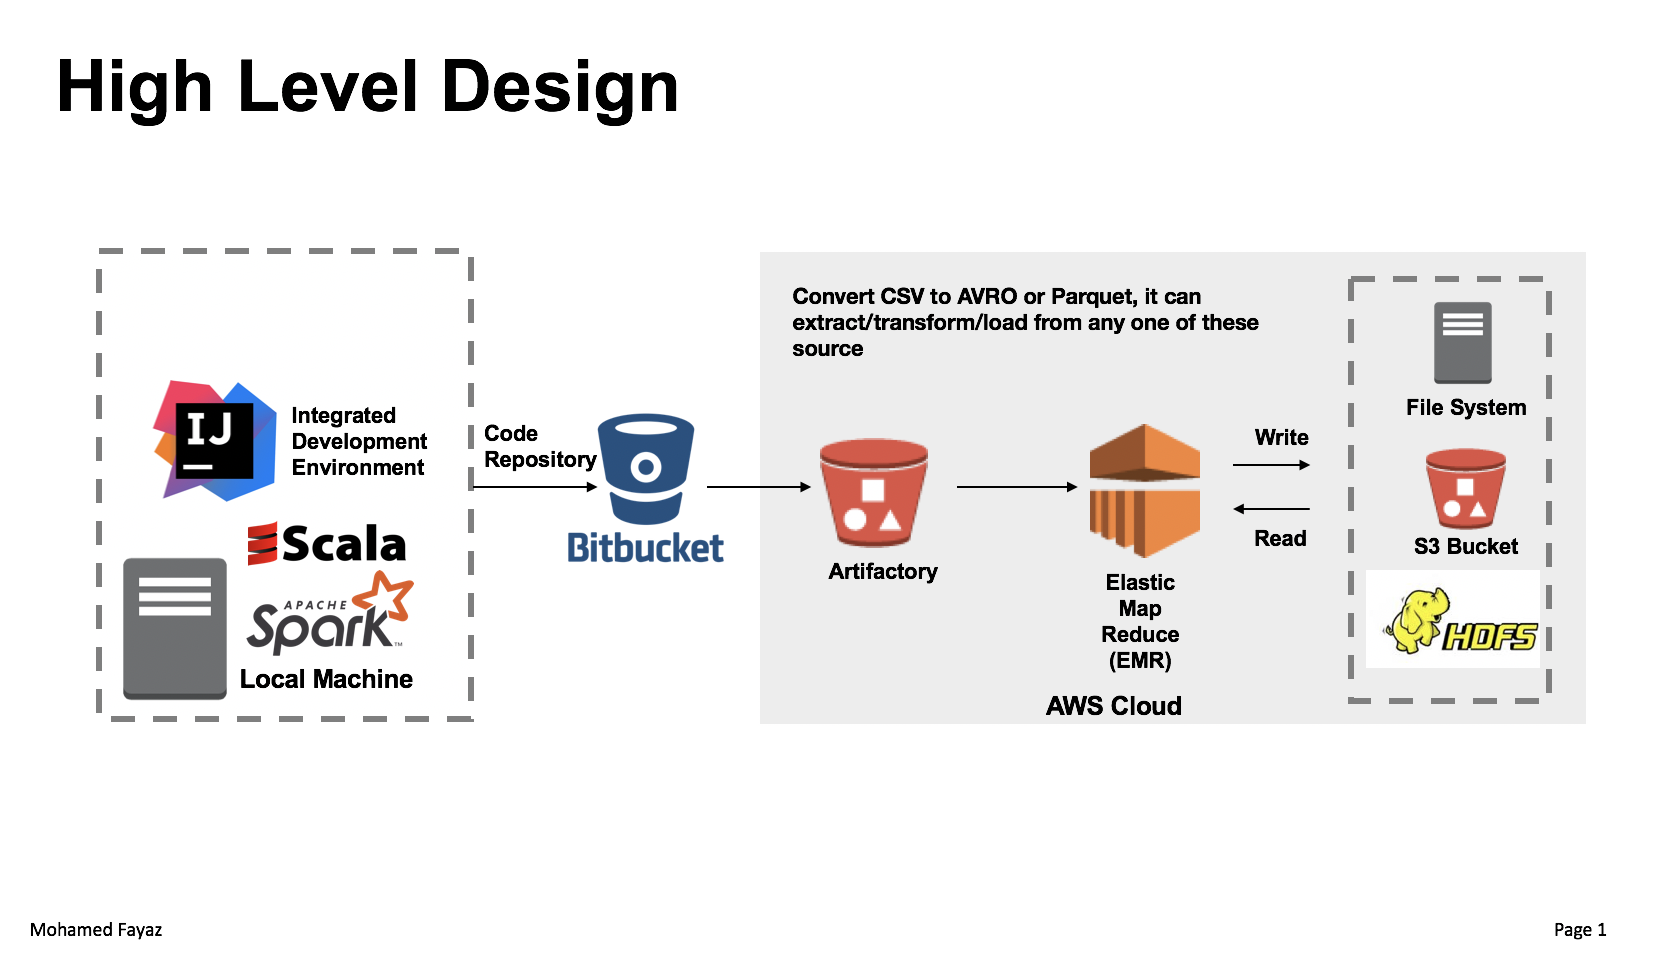 High Level Design
Convert CSV to AVRO or Parquet, it can
extract/transform/load from any one of these
source
IJ
Integrated
Development
Environment
Scala
APACHE
Spark™
Local Machine
Code
Repository
Bitbucket
Artifactory
Elastic
Map
Reduce
(EMR)
AWS Cloud
Write
Read
File System
S3 Bucket
HDFS
Mohamed Fayaz
Page 1